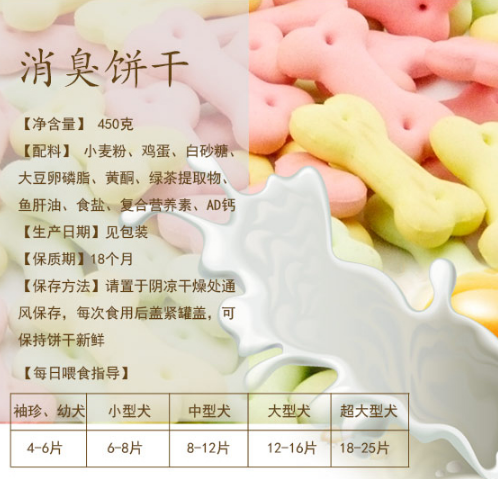 消臭饼干
【净含量】 450克
【配料】 小麦粉、鸡蛋、白砂糖、
大豆卵磷脂、黄酮、绿茶提取物、
鱼肝油、食盐、复合营养素、AD钙
【生产日期】见包装
【保质期】18个月
【保存方法】请置于阴凉干燥处通
风保存，每次食用后盖紧罐盖，可
保持饼干新鲜
【每日喂食指导】
袖珍、幼犬 小型犬 中型犬 大型犬 超大型犬
4-6片 6-8片 8-12片 12-16片 18-25片